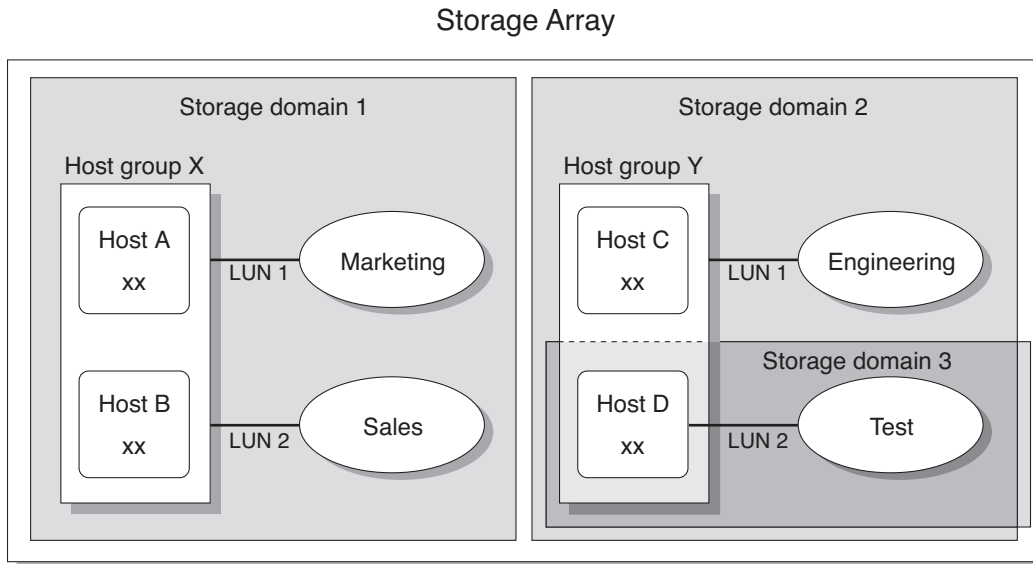 Storage Array
Storage domain 1
Host group X
Host A
xx
LUN 1
Marketing
Host B
xx
LUN 2
Sales
Storage domain 2
Host group Y
Host C
xx
LUN 1
Engineering
Storage domain 3
Host D
xx
LUN 2
Test